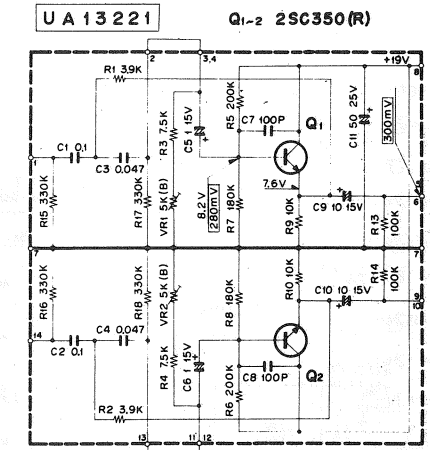 UA13221
Q1~2 2SC350(R)
2
3,4
+19V
8
R1 3.9K
R5 200K
C7 100P
C11 50 25V
300mV
R3 7.5K
C5 1 15V
Q1
C1 0.1
C3 0.047
1
R15 330K
R17 330K
VR1 5K(B)
8.2V
280mV
R7 180K
7.6V
R9 10K
C9 10 15V
R13 100K
5
6
7
7
R16 330K
R18 330K
VR2 5K(B)
R8 180K
R10 10K
C10 10 15V
R14 100K
9
10
14
C2 0.1
C4 0.047
R4 7.5K
C6 1 15V
R6 200K
C8 100P
Q2
R2 3.9K
13
11
12